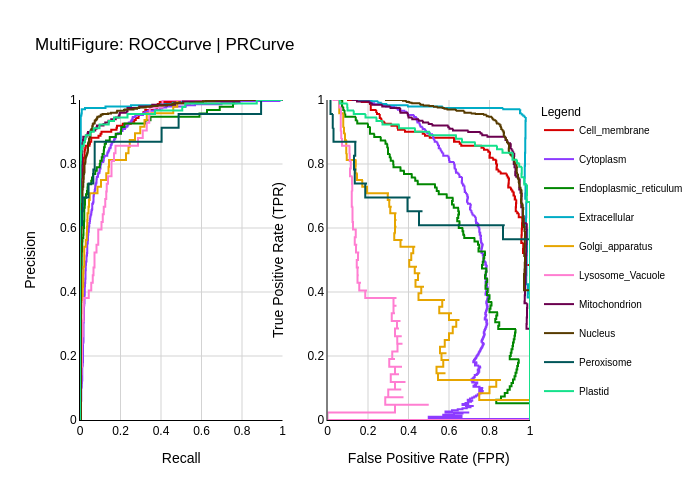 MultiFigure: ROCCurve | PRCurve
Precision
1
0.8
0.6
0.4
0.2
0
0
0.2
0.4
0.6
0.8
1
Recall
True Positive Rate (TPR)
1
0.8
0.6
0.4
0.2
0
0
0.2
0.4
0.6
0.8
1
False Positive Rate (FPR)
Legend
Cell_membrane
Cytoplasm
Endoplasmic_reticulum
Extracellular
Golgi_apparatus
Lysosome_Vacuole
Mitochondrion
Nucleus
Peroxisome
Plastid